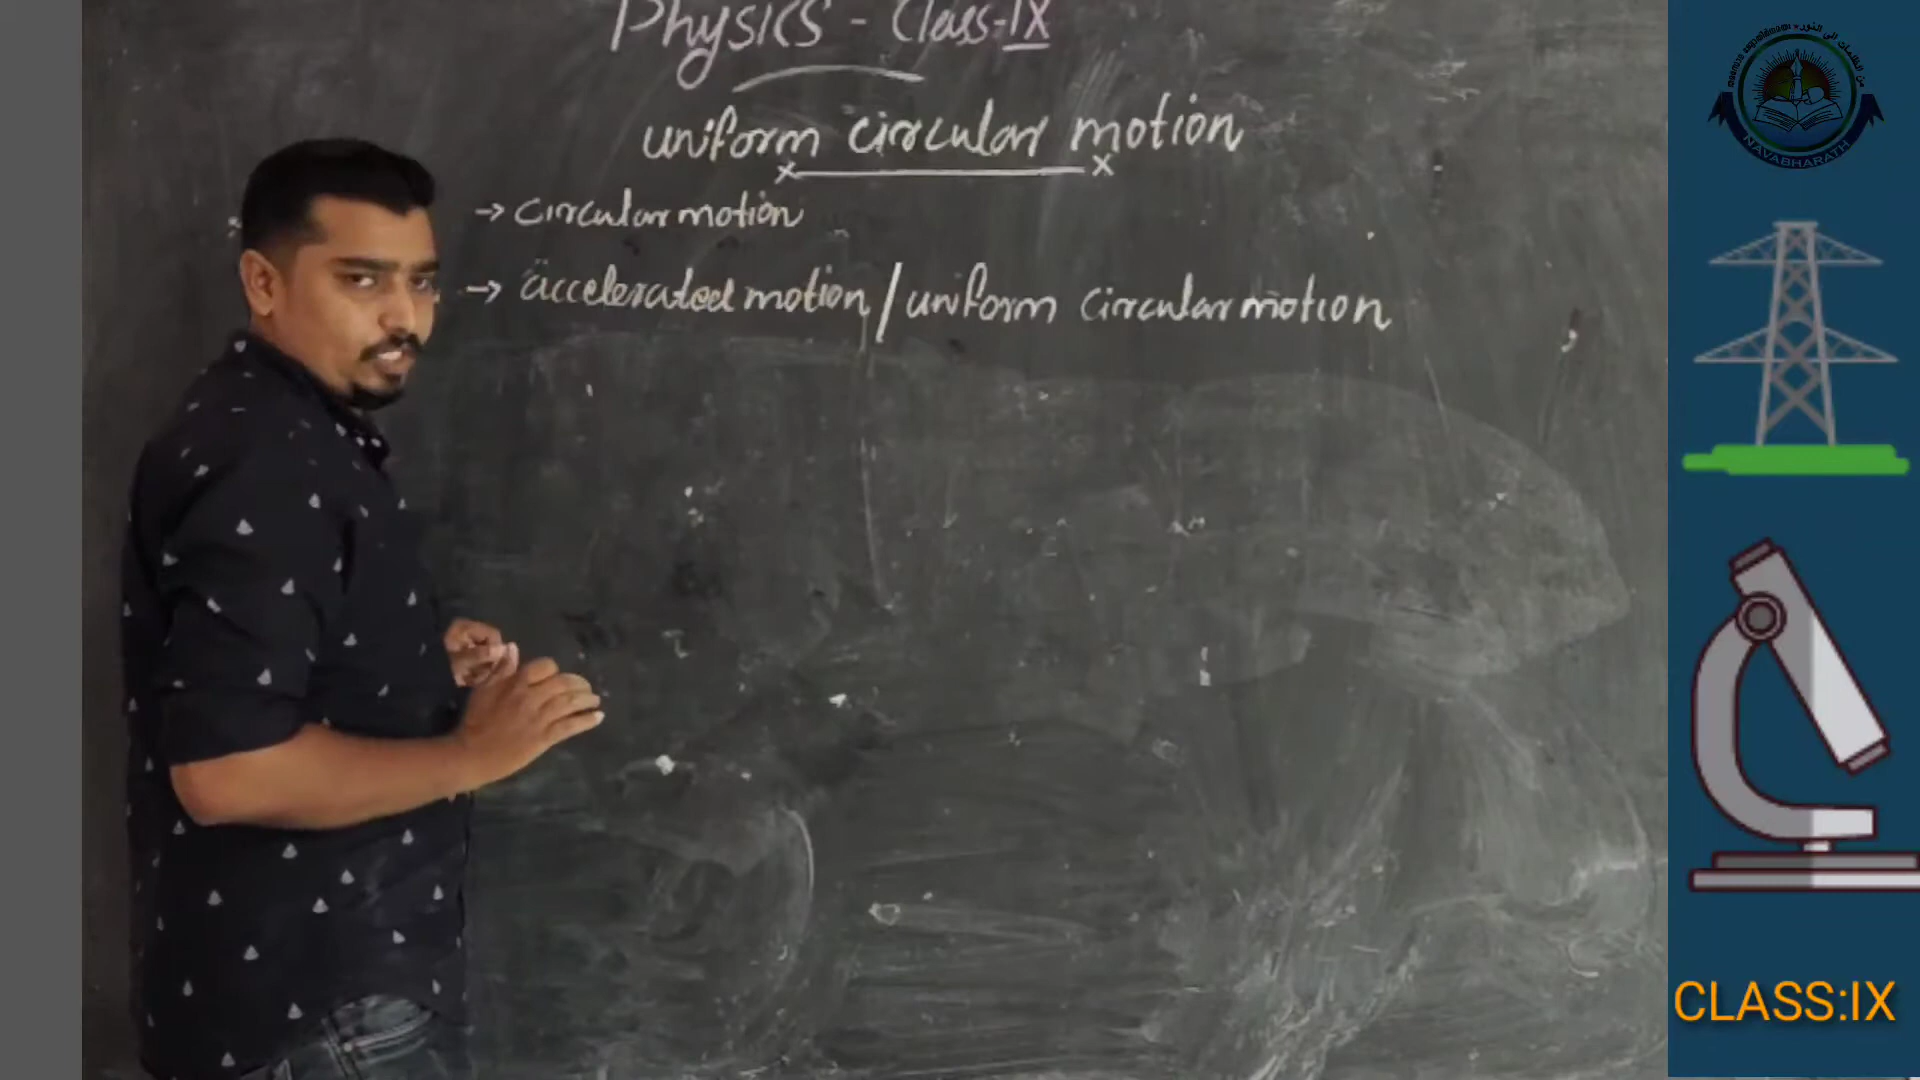 Physics - Class-IX
uniform circular motion
→ circular motion
→ accelerated motion / uniform circular motion
NAVABHARATH
CLASS:IX